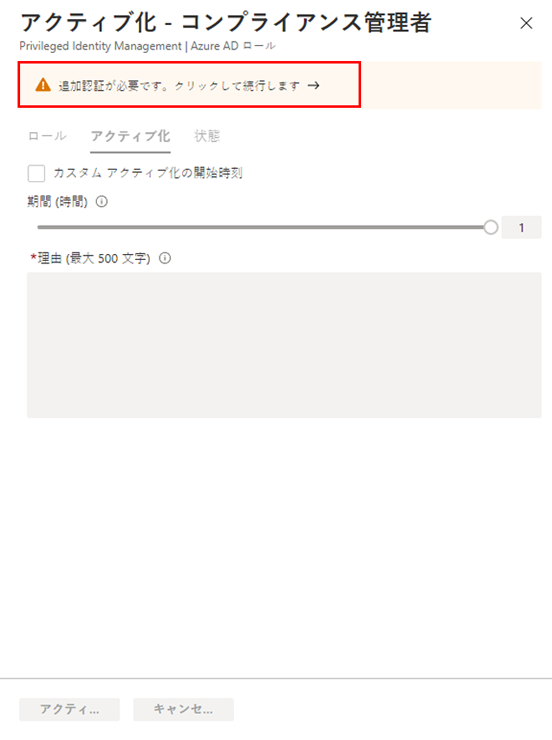 アクティブ化 - コンプライアンス管理者
Privileged Identity Management | Azure AD ロール
追加認証が必要です。クリックして続行します →
ロール アクティブ化 状態
カスタム アクティブ化の開始時刻
期間 (時間)
1
*理由 (最大 500 文字)
アクティ... キャンセ...